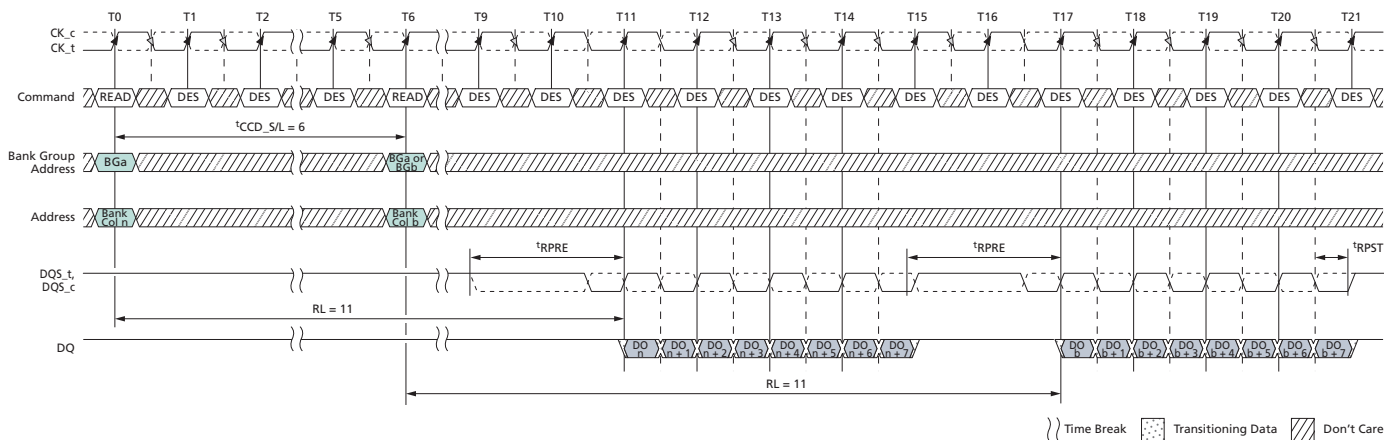 T0 T1 T2 T5 T6 T9 T10 T11 T12 T13 T14 T15 T16 T17 T18 T19 T20 T21
CK_c
CK_t
Command READ DES DES DES READ DES DES DES DES DES DES DES DES DES DES DES DES DES
tCCD_S/L = 6
Bank Group
Address
BGa
BGa or
BGb
Address
Bank
Col n
Bank
Col b
tRPRE tRPRE tRPST
DQS_t,
DQS_c
RL = 11
DQ
DO
n
DO
n + 1
DO
n + 2
DO
n + 3
DO
n + 4
DO
n + 5
DO
n + 6
DO
n + 7
DO
b
DO
b + 1
DO
b + 2
DO
b + 3
DO
b + 4
DO
b + 5
DO
b + 6
DO
b + 7
RL = 11
Time Break Transitioning Data Don't Care